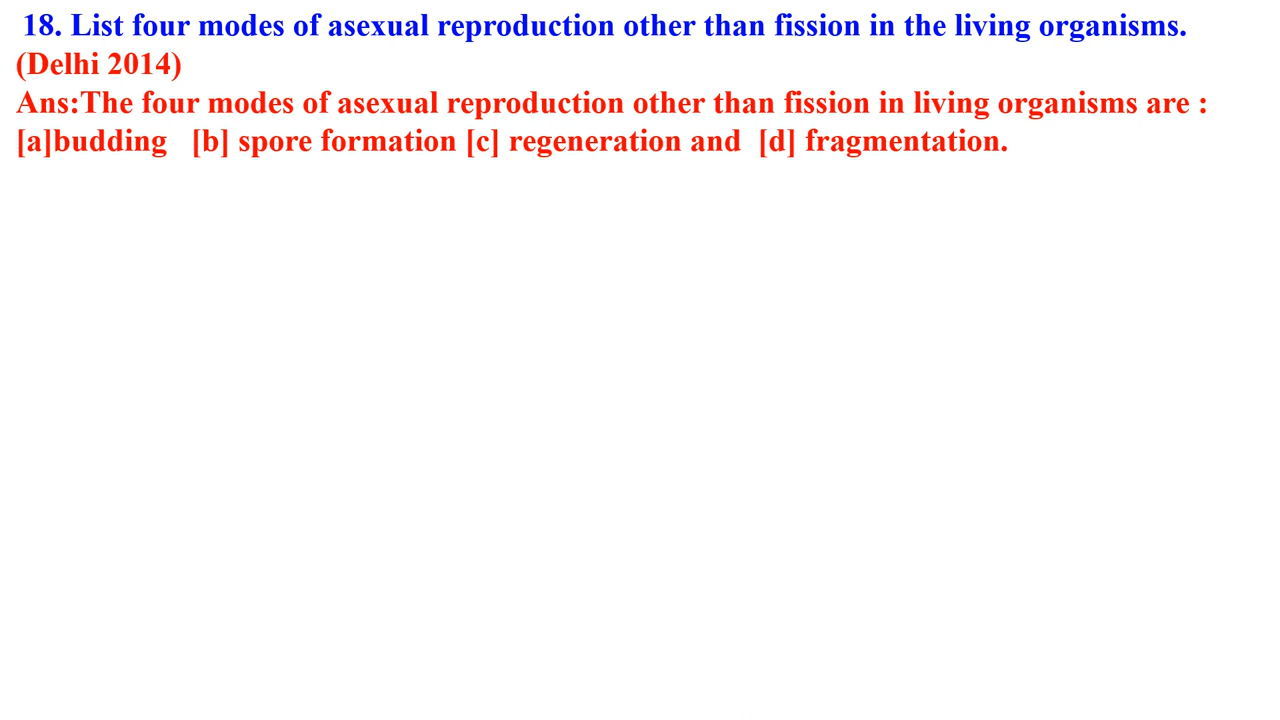 18. List four modes of asexual reproduction other than fission in the living organisms.
(Delhi 2014)
Ans:The four modes of asexual reproduction other than fission in living organisms are :
[a]budding [b] spore formation [c] regeneration and [d] fragmentation.